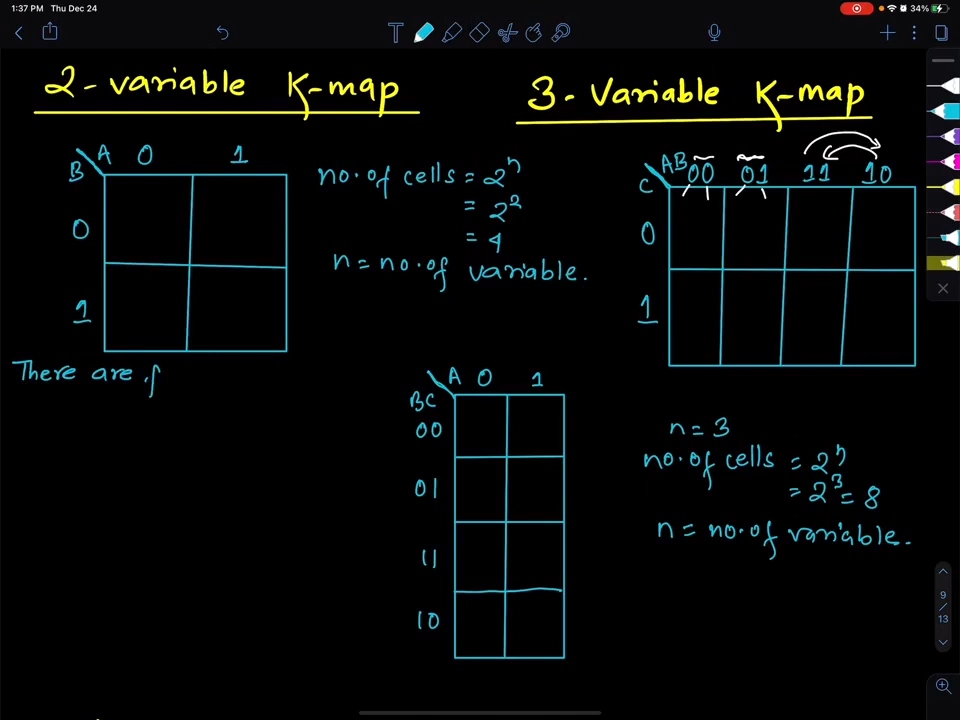 1:37 PM Thu Dec 24
34%
T
2-variable K-map
3-Variable K-map
A 0 1
B
0
1
no. of cells = 2^n
= 2^2
= 4
n = no. of variable.
AB 00 01 11 10
C
0
1
There are f
A 0 1
BC
00
01
11
10
n = 3
no. of cells = 2^n
= 2^3 = 8
n = no. of variable.
9
/
13